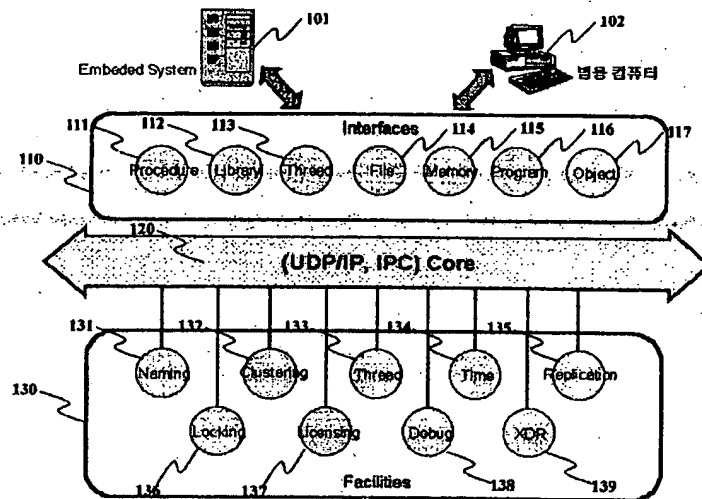 101
102
Embeded System
범용 컴퓨터
111
112
113
Interfaces
114
115
116
117
110
Procedure
Library
Thread
File
Memory
Program
Object
120
(UDP/IP, IPC) Core
131
132
133
134
135
130
Naming
Clustering
Thread
Time
Replication
Locking
Licensing
Debug
XDR
136
137
Facilities
138
139